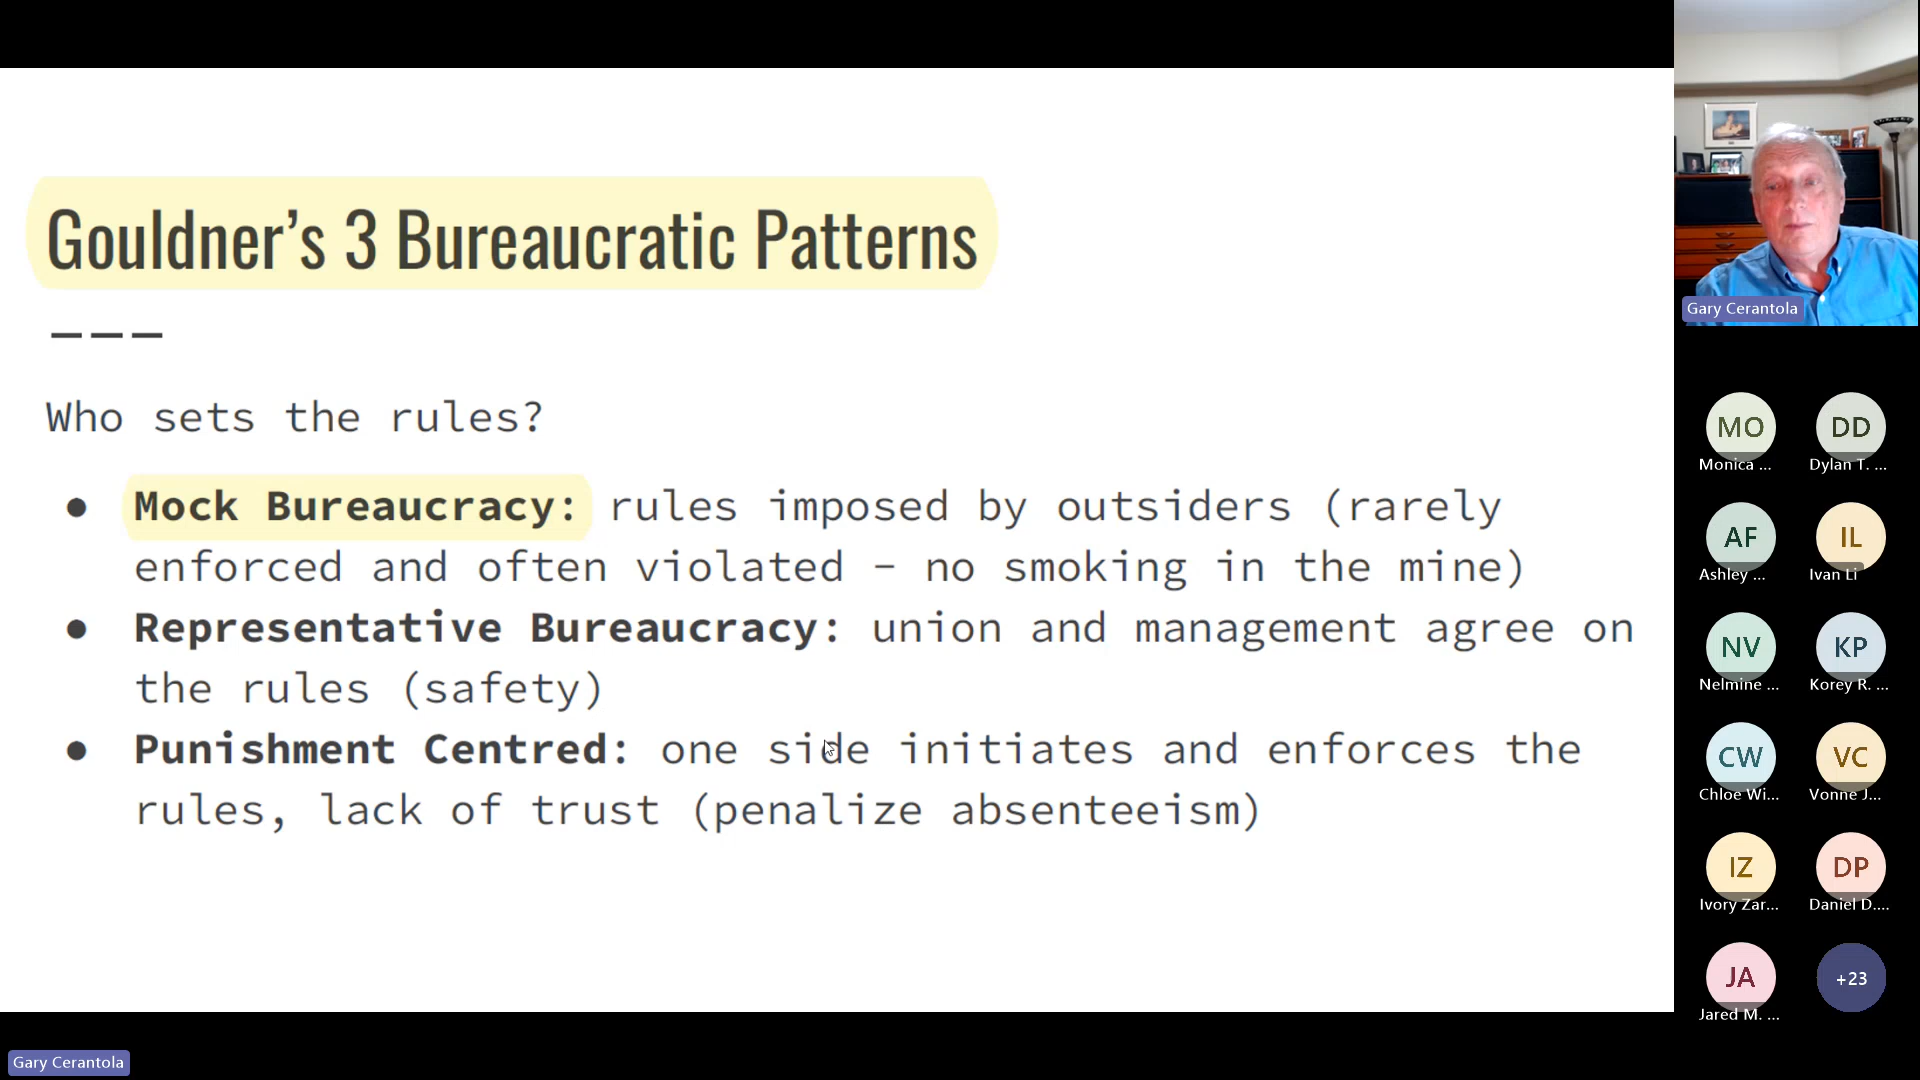 Gouldner's 3 Bureaucratic Patterns
Who sets the rules?
● Mock Bureaucracy: rules imposed by outsiders (rarely
enforced and often violated – no smoking in the mine)
● Representative Bureaucracy: union and management agree on
the rules (safety)
● Punishment Centred: one side initiates and enforces the
rules, lack of trust (penalize absenteeism)
Gary Cerantola
Gary Cerantola
MO
Monica ...
DD
Dylan T. ...
AF
Ashley ...
IL
Ivan Li
NV
Nelmine ...
KP
Korey R. ...
CW
Chloe Wi...
VC
Vonne J...
IZ
Ivory Zar...
DP
Daniel D....
JA
Jared M. ...
+23